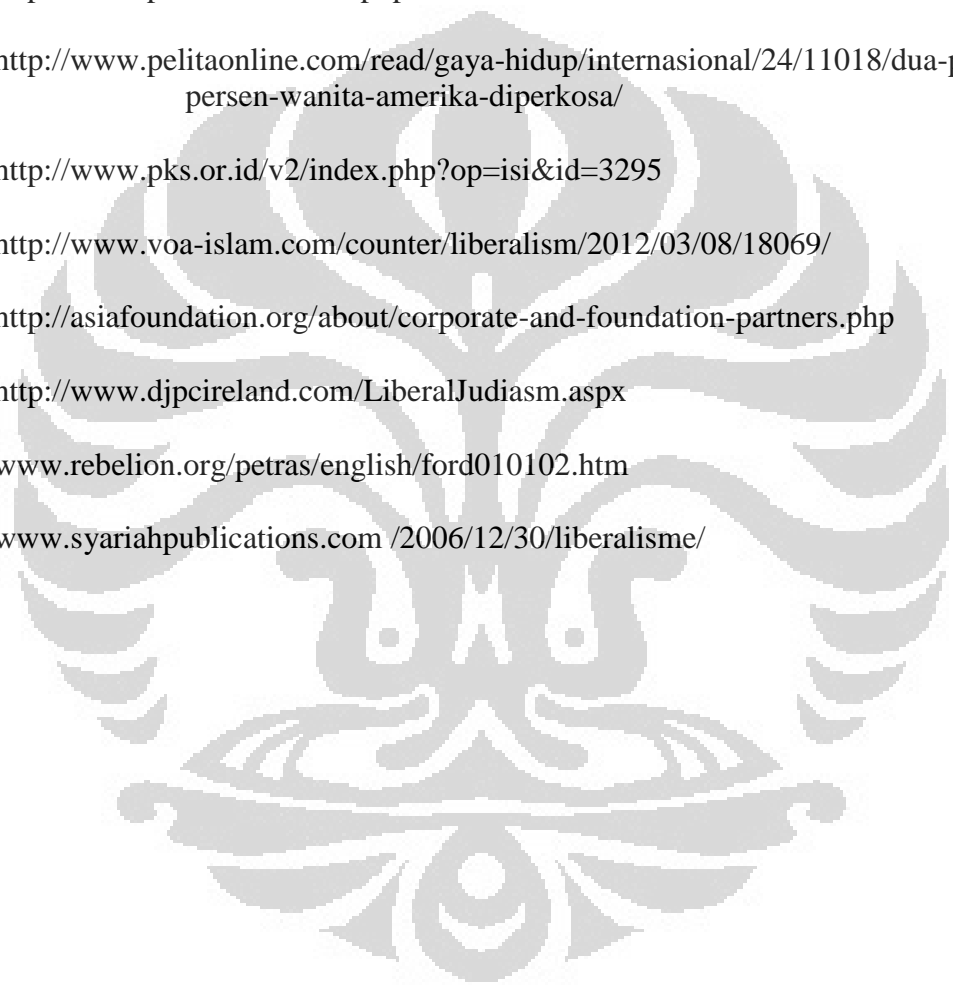 http://www.pelitaonline.com/read/gaya-hidup/internasional/24/11018/dua-p
persen-wanita-amerika-diperkosa/
http://www.pks.or.id/v2/index.php?op=isi&id=3295
http://www.voa-islam.com/counter/liberalism/2012/03/08/18069/
http://asiafoundation.org/about/corporate-and-foundation-partners.php
http://www.djpcireland.com/LiberalJudiasm.aspx
www.rebelion.org/petras/english/ford010102.htm
www.syariahpublications.com /2006/12/30/liberalisme/